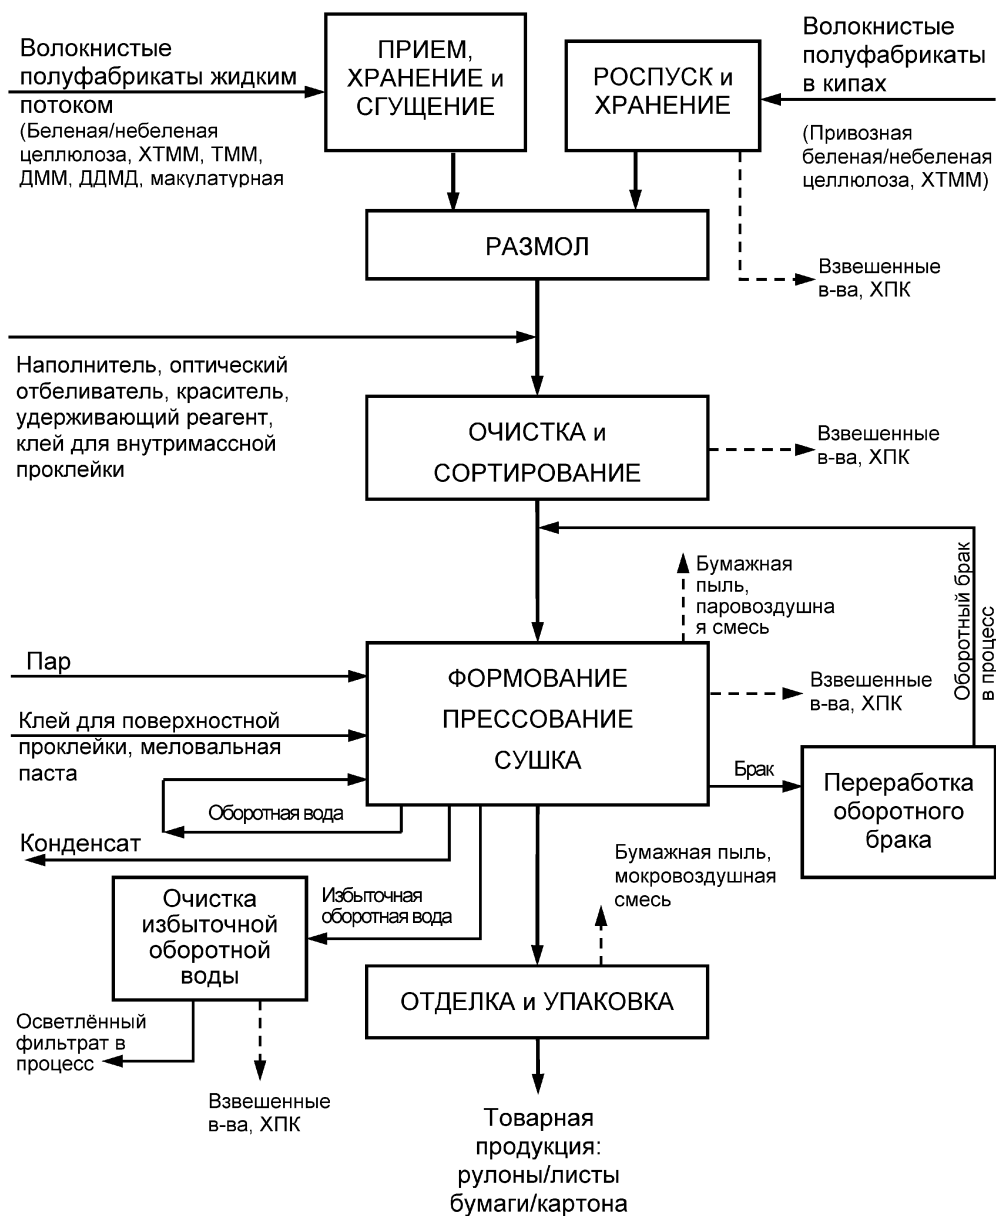 Волокнистые
полуфабрикаты жидким
потоком
(Беленая/небеленая
целлюлоза, ХТММ, ТММ,
ДММ, ДДМД, макулатурная
ПРИЕМ,
ХРАНЕНИЕ и
СГУЩЕНИЕ
РОСПУСК и
ХРАНЕНИЕ
Волокнистые
полуфабрикаты
в кипах
(Привозная
беленая/небеленая
целлюлоза, ХТММ)
РАЗМОЛ
Взвешенные
в-ва, ХПК
Наполнитель, оптический
отбеливатель, краситель,
удерживающий реагент,
клей для внутримассной
проклейки
ОЧИСТКА и
СОРТИРОВАНИЕ
Взвешенные
в-ва, ХПК
Бумажная
пыль,
паровоздушна
я смесь
Оборотный брак
в процесс
Пар
Клей для поверхностной
проклейки, меловальная
паста
ФОРМОВАНИЕ
ПРЕССОВАНИЕ
СУШКА
Взвешенные
в-ва, ХПК
Брак
Переработка
оборотного
брака
Оборотная вода
Конденсат
Избыточная
оборотная вода
Очистка
избыточной
оборотной
воды
Бумажная пыль,
мокровоздушная
смесь
ОТДЕЛКА и УПАКОВКА
Осветлённый
фильтрат в
процесс
Взвешенные
в-ва, ХПК
Товарная
продукция:
рулоны/листы
бумаги/картона